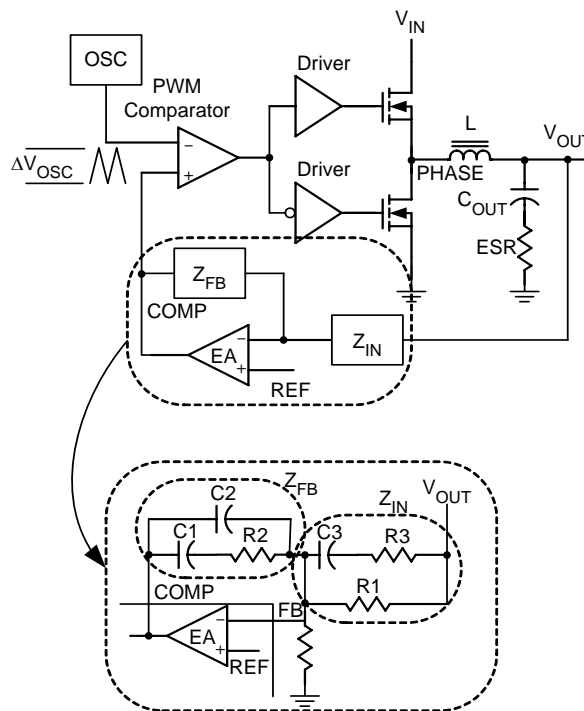 V_IN
Driver
OSC
PWM
Comparator
L
V_OUT
ΔV_OSC
−
+
Driver
PHASE
C_OUT
ESR
Z_FB
COMP
EA
−
+
Z_IN
REF
Z_FB
C2
Z_IN
V_OUT
C1
R2
C3
R3
R1
COMP
FB
EA
−
+
REF